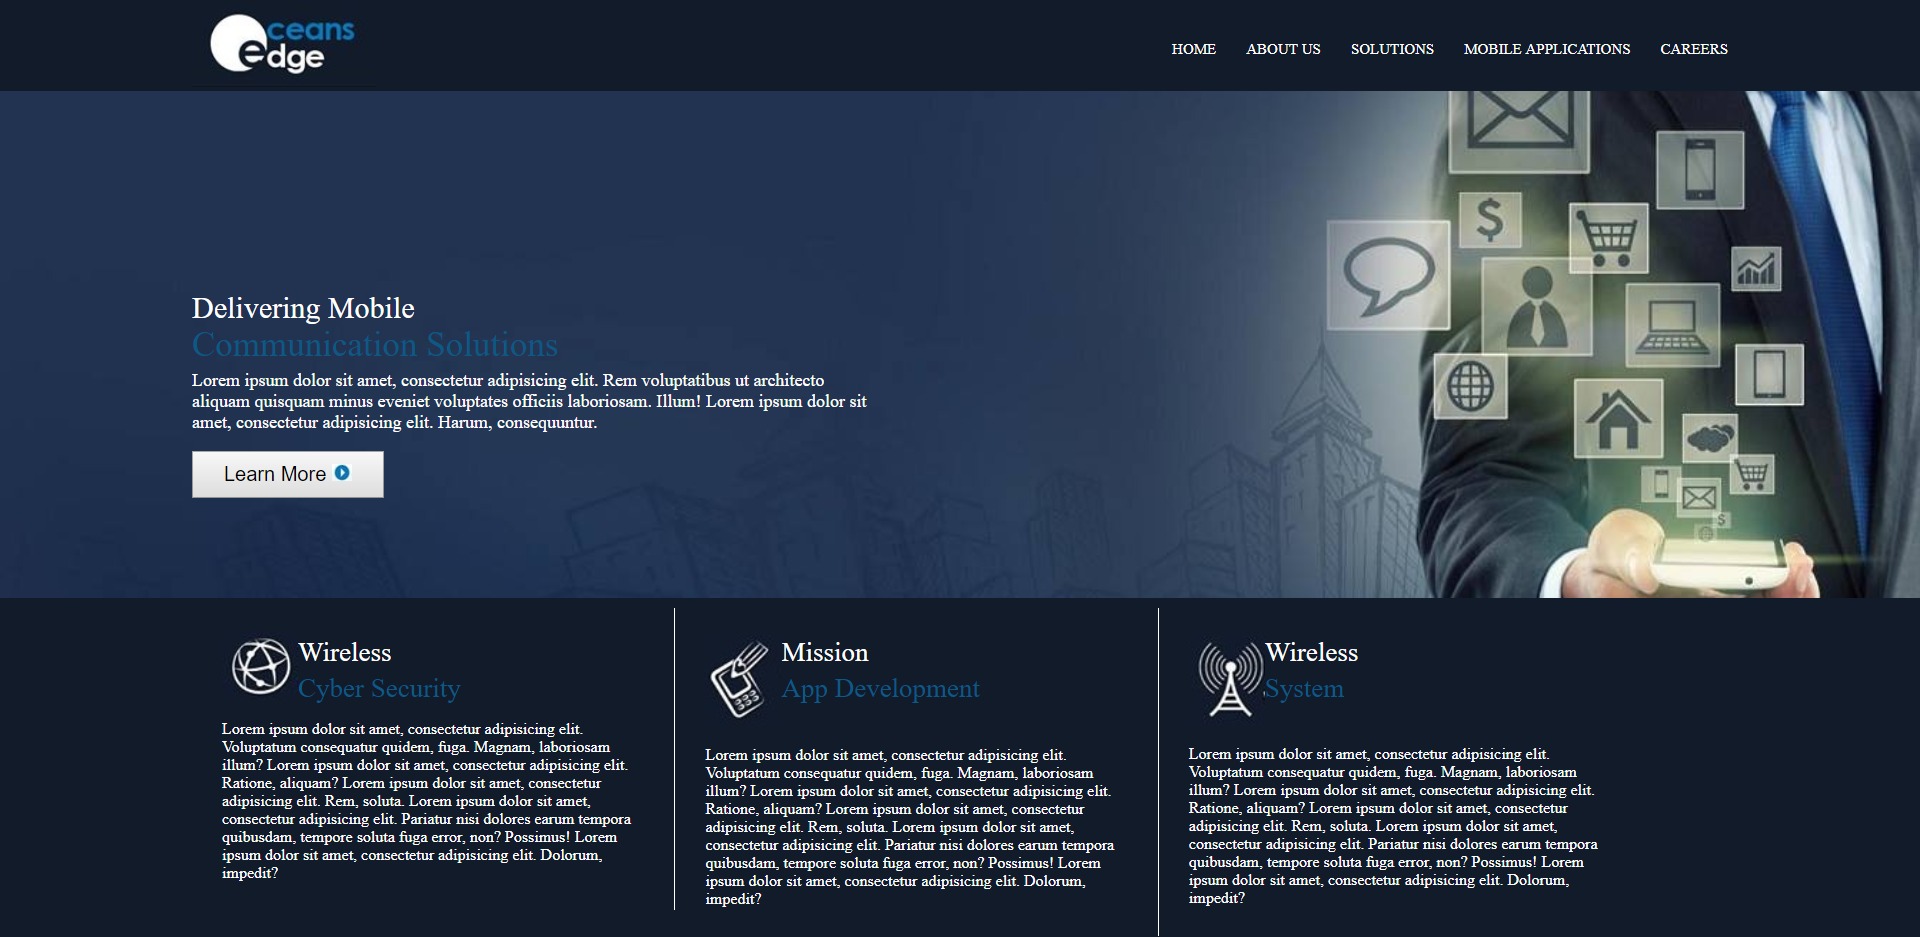 Oceans
edge
HOME ABOUT US SOLUTIONS MOBILE APPLICATIONS CAREERS
$
$
Delivering Mobile
Communication Solutions
Lorem ipsum dolor sit amet, consectetur adipisicing elit. Rem voluptatibus ut architecto
aliquam quisquam minus eveniet voluptates officiis laboriosam. Illum! Lorem ipsum dolor sit
amet, consectetur adipisicing elit. Harum, consequuntur.
Learn More
Wireless
Cyber Security
Lorem ipsum dolor sit amet, consectetur adipisicing elit.
Voluptatum consequatur quidem, fuga. Magnam, laboriosam
illum? Lorem ipsum dolor sit amet, consectetur adipisicing elit.
Ratione, aliquam? Lorem ipsum dolor sit amet, consectetur
adipisicing elit. Rem, soluta. Lorem ipsum dolor sit amet,
consectetur adipisicing elit. Pariatur nisi dolores earum tempora
quibusdam, tempore soluta fuga error, non? Possimus! Lorem
ipsum dolor sit amet, consectetur adipisicing elit. Dolorum,
impedit?
Mission
App Development
Lorem ipsum dolor sit amet, consectetur adipisicing elit.
Voluptatum consequatur quidem, fuga. Magnam, laboriosam
illum? Lorem ipsum dolor sit amet, consectetur adipisicing elit.
Ratione, aliquam? Lorem ipsum dolor sit amet, consectetur
adipisicing elit. Rem, soluta. Lorem ipsum dolor sit amet,
consectetur adipisicing elit. Pariatur nisi dolores earum tempora
quibusdam, tempore soluta fuga error, non? Possimus! Lorem
ipsum dolor sit amet, consectetur adipisicing elit. Dolorum,
impedit?
Wireless
System
Lorem ipsum dolor sit amet, consectetur adipisicing elit.
Voluptatum consequatur quidem, fuga. Magnam, laboriosam
illum? Lorem ipsum dolor sit amet, consectetur adipisicing elit.
Ratione, aliquam? Lorem ipsum dolor sit amet, consectetur
adipisicing elit. Rem, soluta. Lorem ipsum dolor sit amet,
consectetur adipisicing elit. Pariatur nisi dolores earum tempora
quibusdam, tempore soluta fuga error, non? Possimus! Lorem
ipsum dolor sit amet, consectetur adipisicing elit. Dolorum,
impedit?